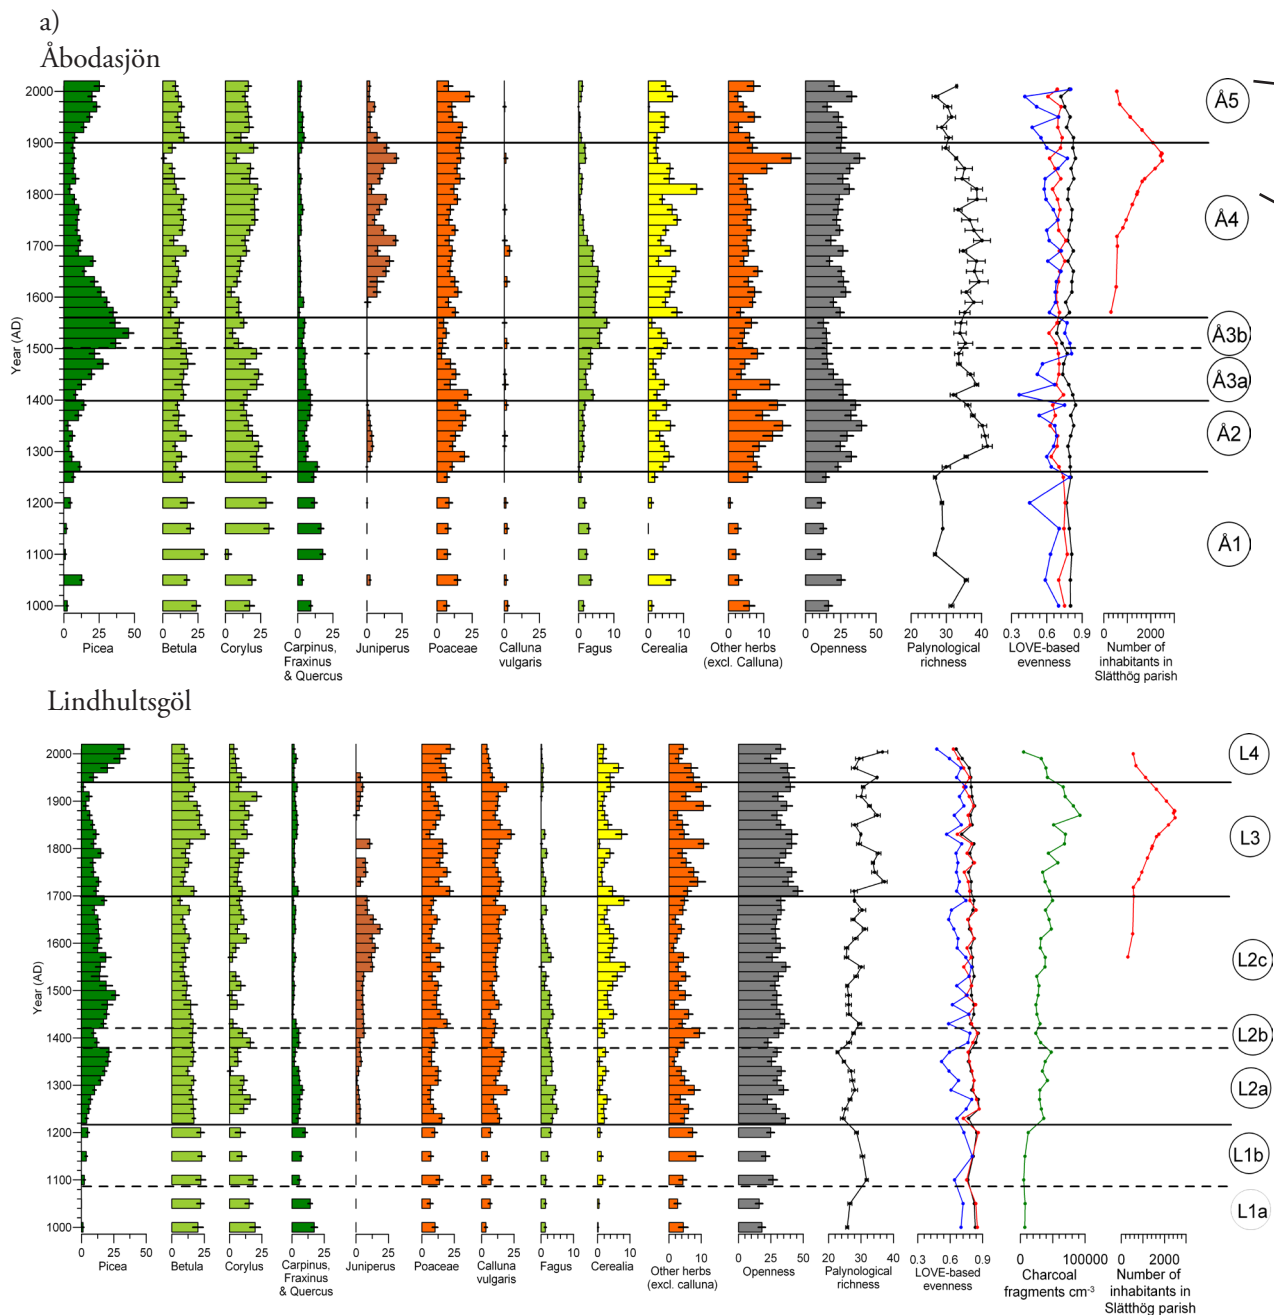 a)
Åbodasjön
2000
1900
1800
1700
1600
1500
1400
1300
1200
1100
1000
Year (AD)
Å5
Å4
Å3b
Å3a
Å2
Å1
0 50
0 25
0 25
0 25
0 25
0 25
0 25
0 10
0 10
0 10
0 50
20 30 40
0.3 0.6 0.9
0 2000
Picea
Betula
Corylus
Carpinus,
Fraxinus
& Quercus
Juniperus
Poaceae
Calluna
vulgaris
Fagus
Cerealia
Other herbs
(excl. Calluna)
Openness
Palynological
richness
LOVE-based
evenness
Number of
inhabitants in
Slätthög parish
Lindhultsgöl
2000
1900
1800
1700
1600
1500
1400
1300
1200
1100
1000
Year (AD)
L4
L3
L2c
L2b
L2a
L1b
L1a
0 50
0 25
0 25
0 25
0 25
0 25
0 25
0 10
0 10
0 10
0 50
20 30 40
0.3 0.6 0.9
0 100000
0 2000
Picea
Betula
Corylus
Carpinus,
Fraxinus
& Quercus
Juniperus
Poaceae
Calluna
vulgaris
Fagus
Cerealia
Other herbs
(excl. calluna)
Openness
Palynological
richness
LOVE-based
evenness
Charcoal
fragments cm⁻³
Number of
inhabitants in
Slätthög parish